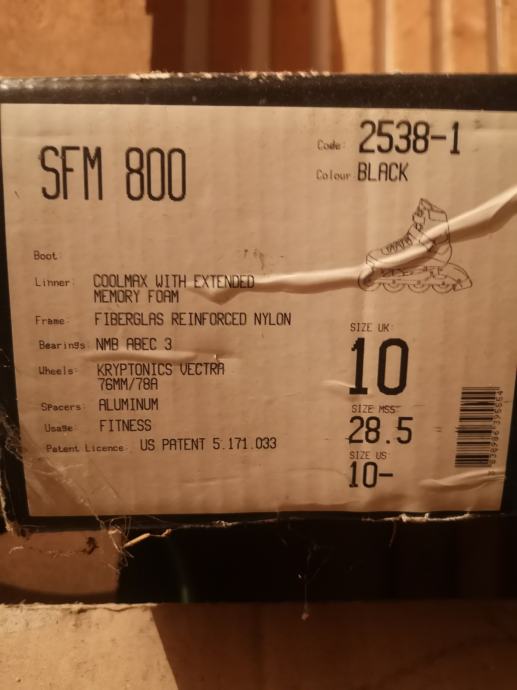 SFM 800
Code: 2538-1
Colour BLACK
Boot:
Linner: COOLMAX WITH EXTENDED
MEMORY FOAM
Frame: FIBERGLAS REINFORCED NYLON
Bearings: NMB ABEC 3
Wheels: KRYPTONICS VECTRA
76MM/78A
Spacers: ALUMINUM
Usage: FITNESS
Patent Licence: US PATENT 5.171.033
SIZE UK:
10
SIZE MSS:
28.5
SIZE US:
10-